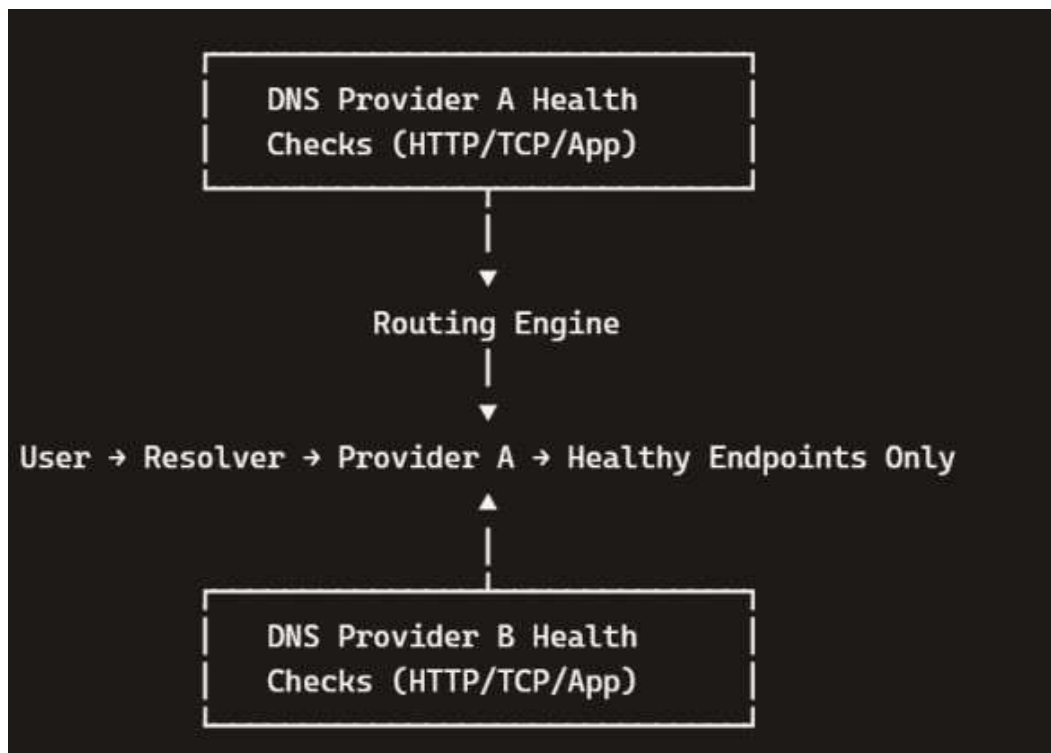 DNS Provider A Health
Checks (HTTP/TCP/App)
Routing Engine
User → Resolver → Provider A → Healthy Endpoints Only
DNS Provider B Health
Checks (HTTP/TCP/App)